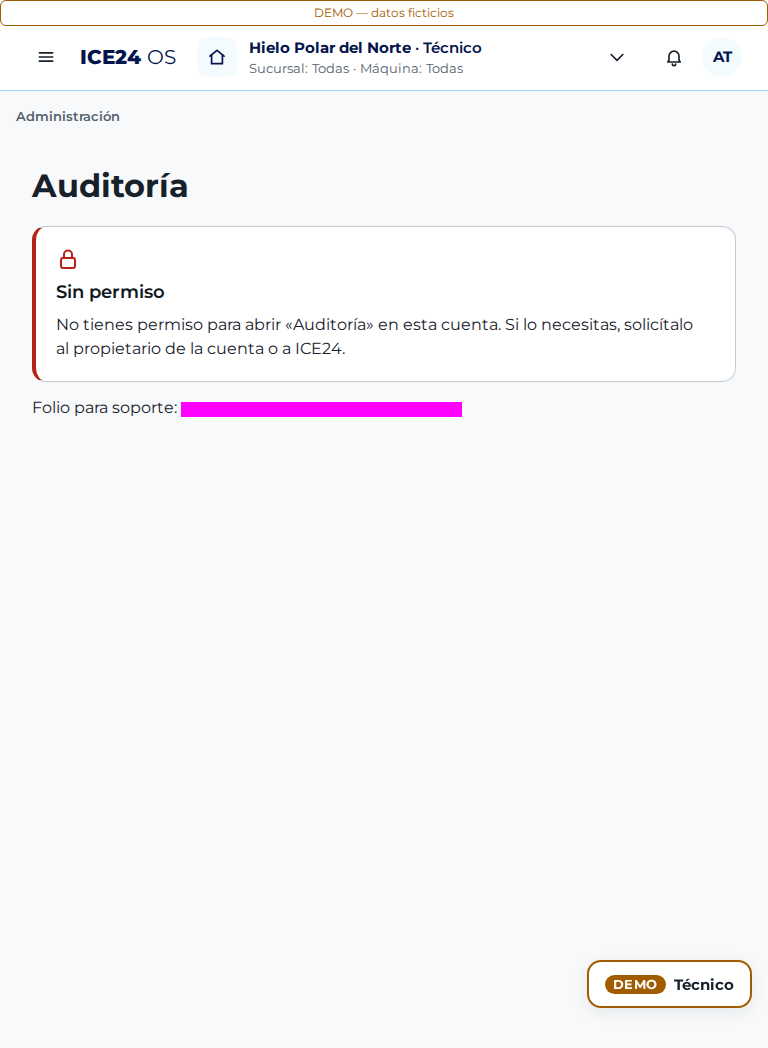 DEMO — datos ficticios
ICE24 OS
Hielo Polar del Norte · Técnico
Sucursal: Todas · Máquina: Todas
AT
Administración
Auditoría
Sin permiso
No tienes permiso para abrir «Auditoría» en esta cuenta. Si lo necesitas, solicítalo
al propietario de la cuenta o a ICE24.
Folio para soporte:
DEMO Técnico